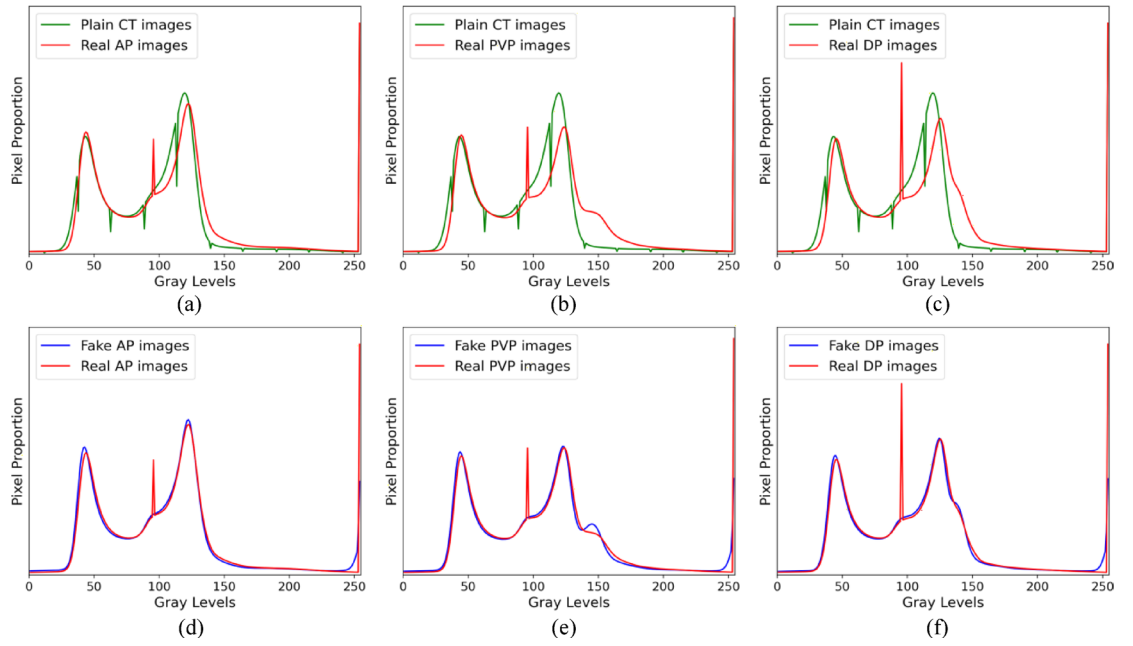 Plain CT images
Real AP images
Pixel Proportion
0 50 100 150 200 250
Gray Levels
(a)
Plain CT images
Real PVP images
Pixel Proportion
0 50 100 150 200 250
Gray Levels
(b)
Plain CT images
Real DP images
Pixel Proportion
0 50 100 150 200 250
Gray Levels
(c)
Fake AP images
Real AP images
Pixel Proportion
0 50 100 150 200 250
Gray Levels
(d)
Fake PVP images
Real PVP images
Pixel Proportion
0 50 100 150 200 250
Gray Levels
(e)
Fake DP images
Real DP images
Pixel Proportion
0 50 100 150 200 250
Gray Levels
(f)